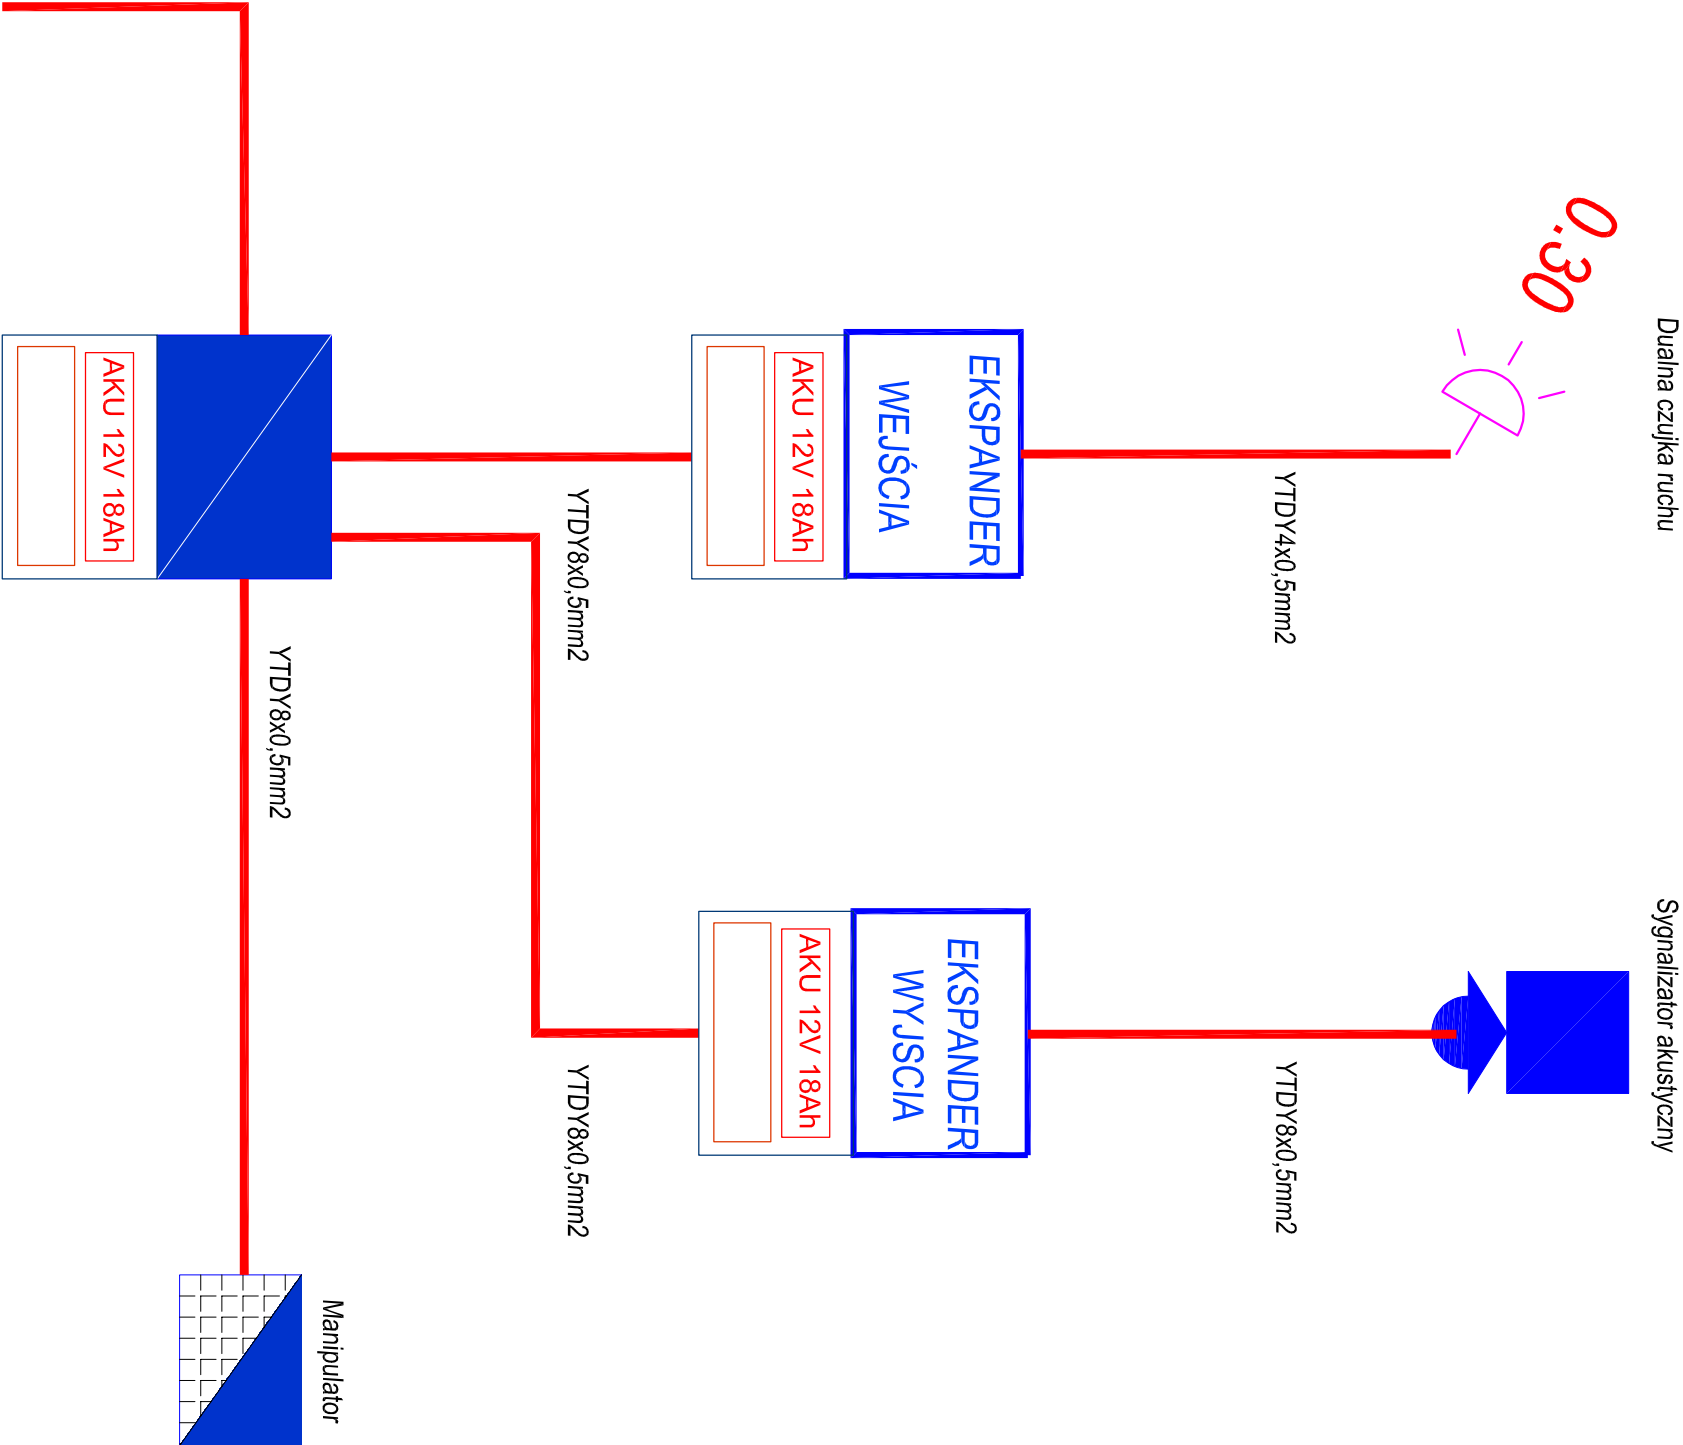 Dualna czujka ruchu
Sygnalizator akustyczny
0.30
YTDY4x0,5mm2
YTDY8x0,5mm2
EKSPANDER
WEJŚCIA
AKU 12V 18Ah
EKSPANDER
WYJSCIA
AKU 12V 18Ah
YTDY8x0,5mm2
YTDY8x0,5mm2
Manipulator
YTDY8x0,5mm2
AKU 12V 18Ah